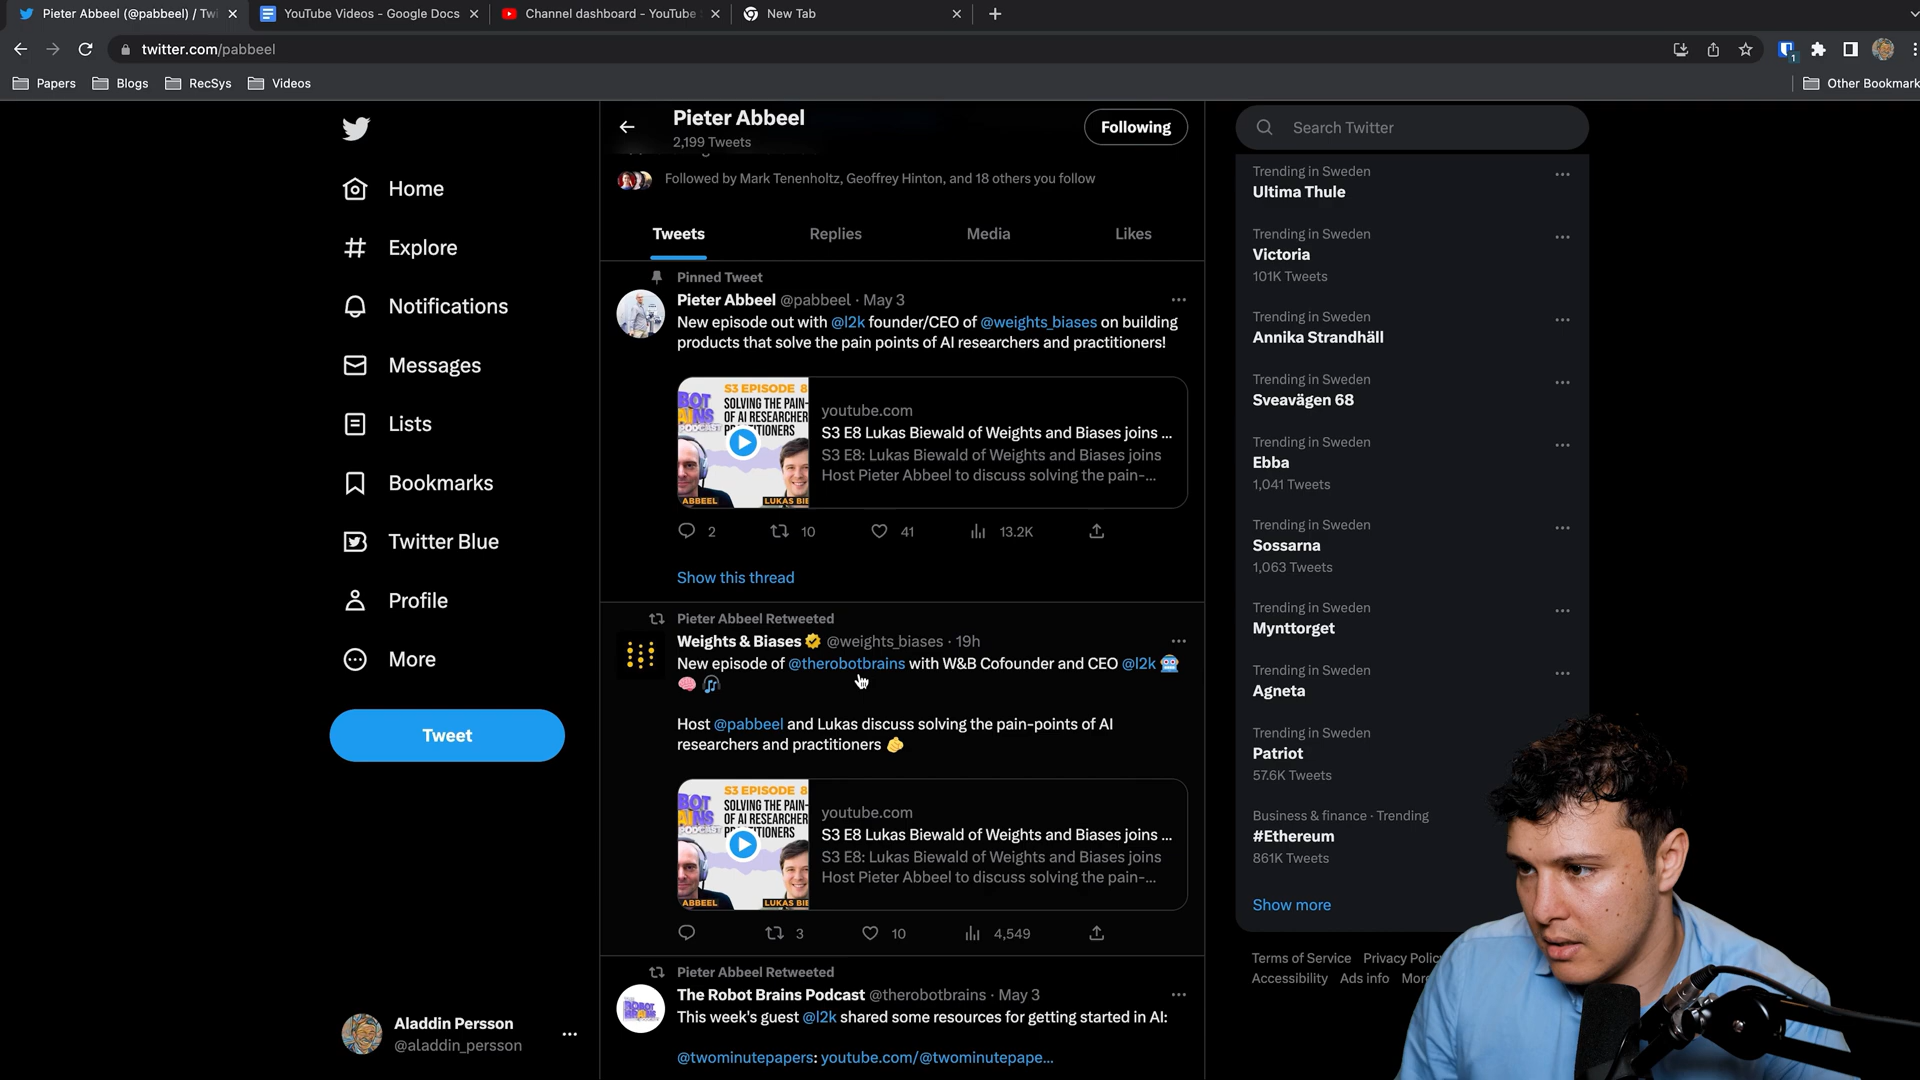 Pieter Abbeel (@pabbeel) / Twi
YouTube Videos - Google Docs
Channel dashboard - YouTube
New Tab
twitter.com/pabbeel
Papers
Blogs
RecSys
Videos
Other Bookmark
Home
Explore
Notifications
Messages
Lists
Bookmarks
Twitter Blue
Profile
More
Tweet
Aladdin Persson
@aladdin_persson
Pieter Abbeel
2,199 Tweets
Following
Followed by Mark Tenenholtz, Geoffrey Hinton, and 18 others you follow
Tweets
Replies
Media
Likes
Pinned Tweet
Pieter Abbeel @pabbeel · May 3
New episode out with @l2k founder/CEO of @weights_biases on building
products that solve the pain points of AI researchers and practitioners!
S3 EPISODE 8
SOLVING THE PAIN-
OF AI RESEARCHER
ABBEEL
LUKAS BIE
youtube.com
S3 E8 Lukas Biewald of Weights and Biases joins ...
S3 E8: Lukas Biewald of Weights and Biases joins
Host Pieter Abbeel to discuss solving the pain-...
2
10
41
13.2K
Show this thread
Pieter Abbeel Retweeted
Weights & Biases @weights_biases · 19h
New episode of @therobotbrains with W&B Cofounder and CEO @l2k
Host @pabbeel and Lukas discuss solving the pain-points of AI
researchers and practitioners
S3 EPISODE 8
SOLVING THE PAIN-
OF AI RESEARCHER
ABBEEL
LUKAS BIE
youtube.com
S3 E8 Lukas Biewald of Weights and Biases joins ...
S3 E8: Lukas Biewald of Weights and Biases joins
Host Pieter Abbeel to discuss solving the pain-...
3
10
4,549
Pieter Abbeel Retweeted
The Robot Brains Podcast @therobotbrains · May 3
This week's guest @l2k shared some resources for getting started in AI:
@twominutepapers: youtube.com/@twominutepape...
Search Twitter
Trending in Sweden
Ultima Thule
Trending in Sweden
Victoria
101K Tweets
Trending in Sweden
Annika Strandhäll
Trending in Sweden
Sveavägen 68
Trending in Sweden
Ebba
1,041 Tweets
Trending in Sweden
Sossarna
1,063 Tweets
Trending in Sweden
Mynttorget
Trending in Sweden
Agneta
Trending in Sweden
Patriot
57.6K Tweets
Business & finance · Trending
#Ethereum
861K Tweets
Show more
Terms of Service Privacy Polic
Accessibility Ads info More